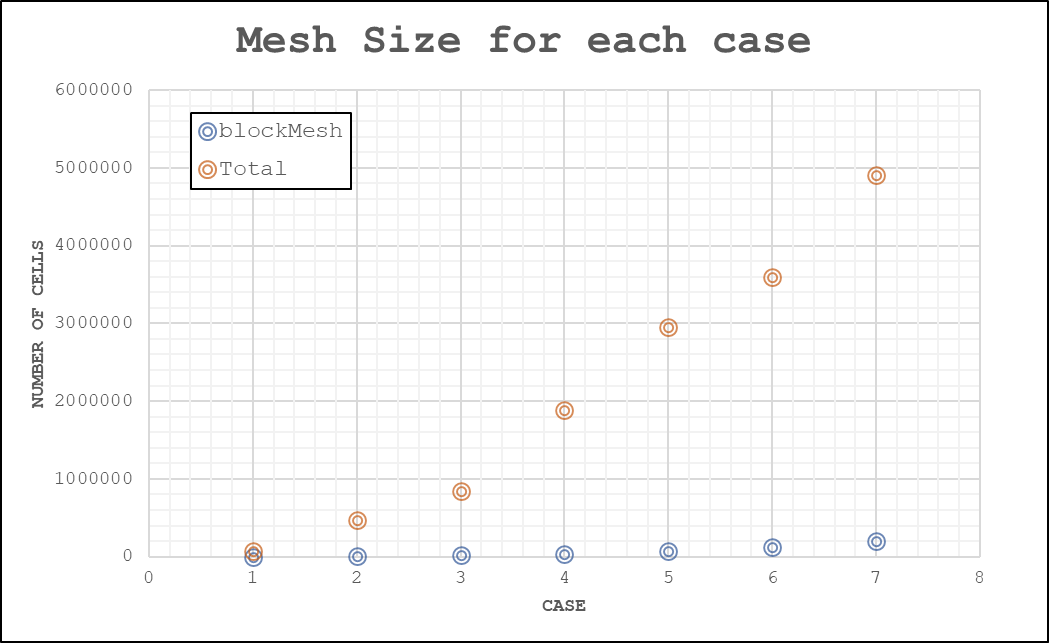 Mesh Size for each case
blockMesh
Total
NUMBER OF CELLS
6000000
5000000
4000000
3000000
2000000
1000000
0
0 1 2 3 4 5 6 7 8
CASE